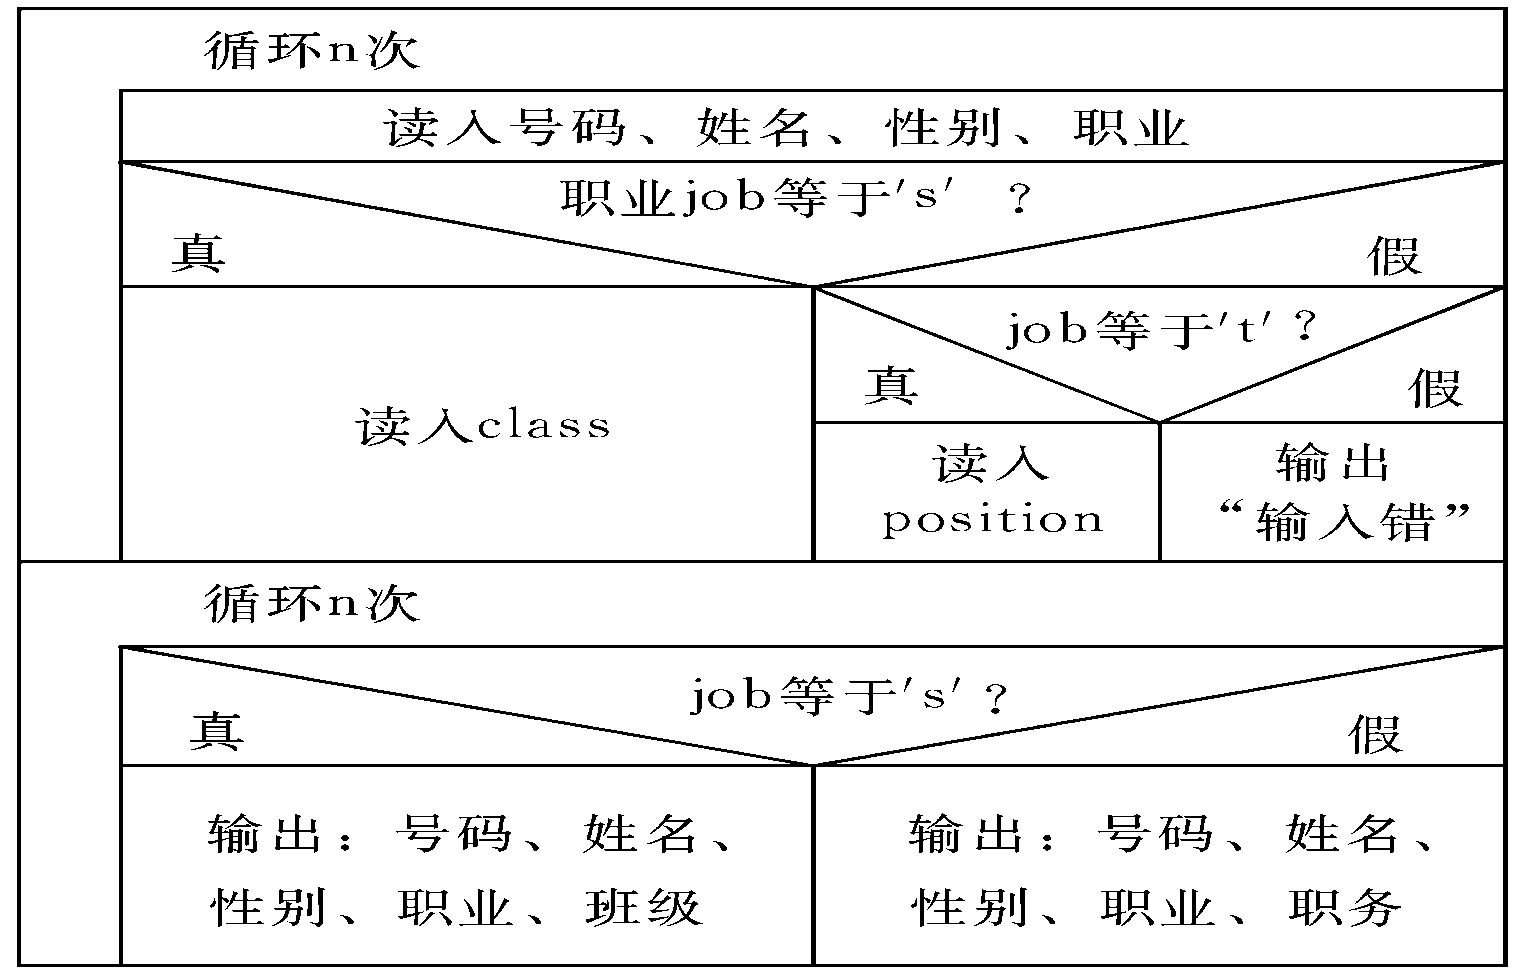 循环n次
读入号码、姓名、性别、职业
职业job等于's' ?
真
假
job等于't'?
真
假
读入class
读入
position
输出
“输入错”
循环n次
job等于's'?
真
假
输出：号码、姓名、
性别、职业、班级
输出：号码、姓名、
性别、职业、职务